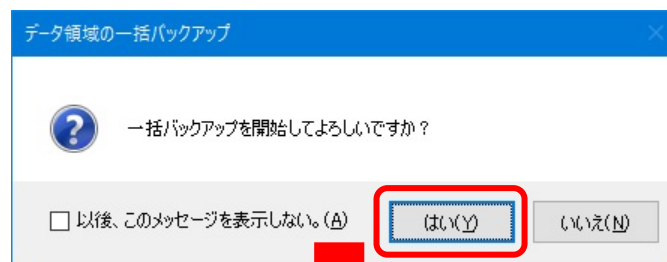 データ領域の一括バックアップ
一括バックアップを開始してよろしいですか？
以後、このメッセージを表示しない。(A)
はい(Y)
いいえ(N)